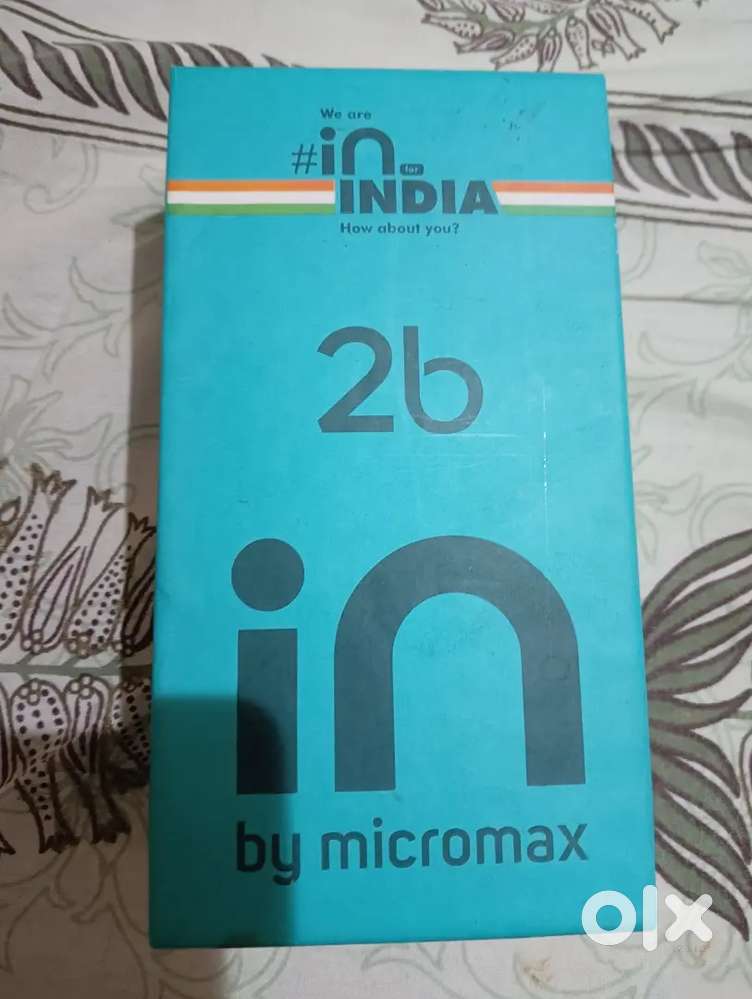 We are
#in for
INDIA
How about you?
2b
in
by micromax
olx